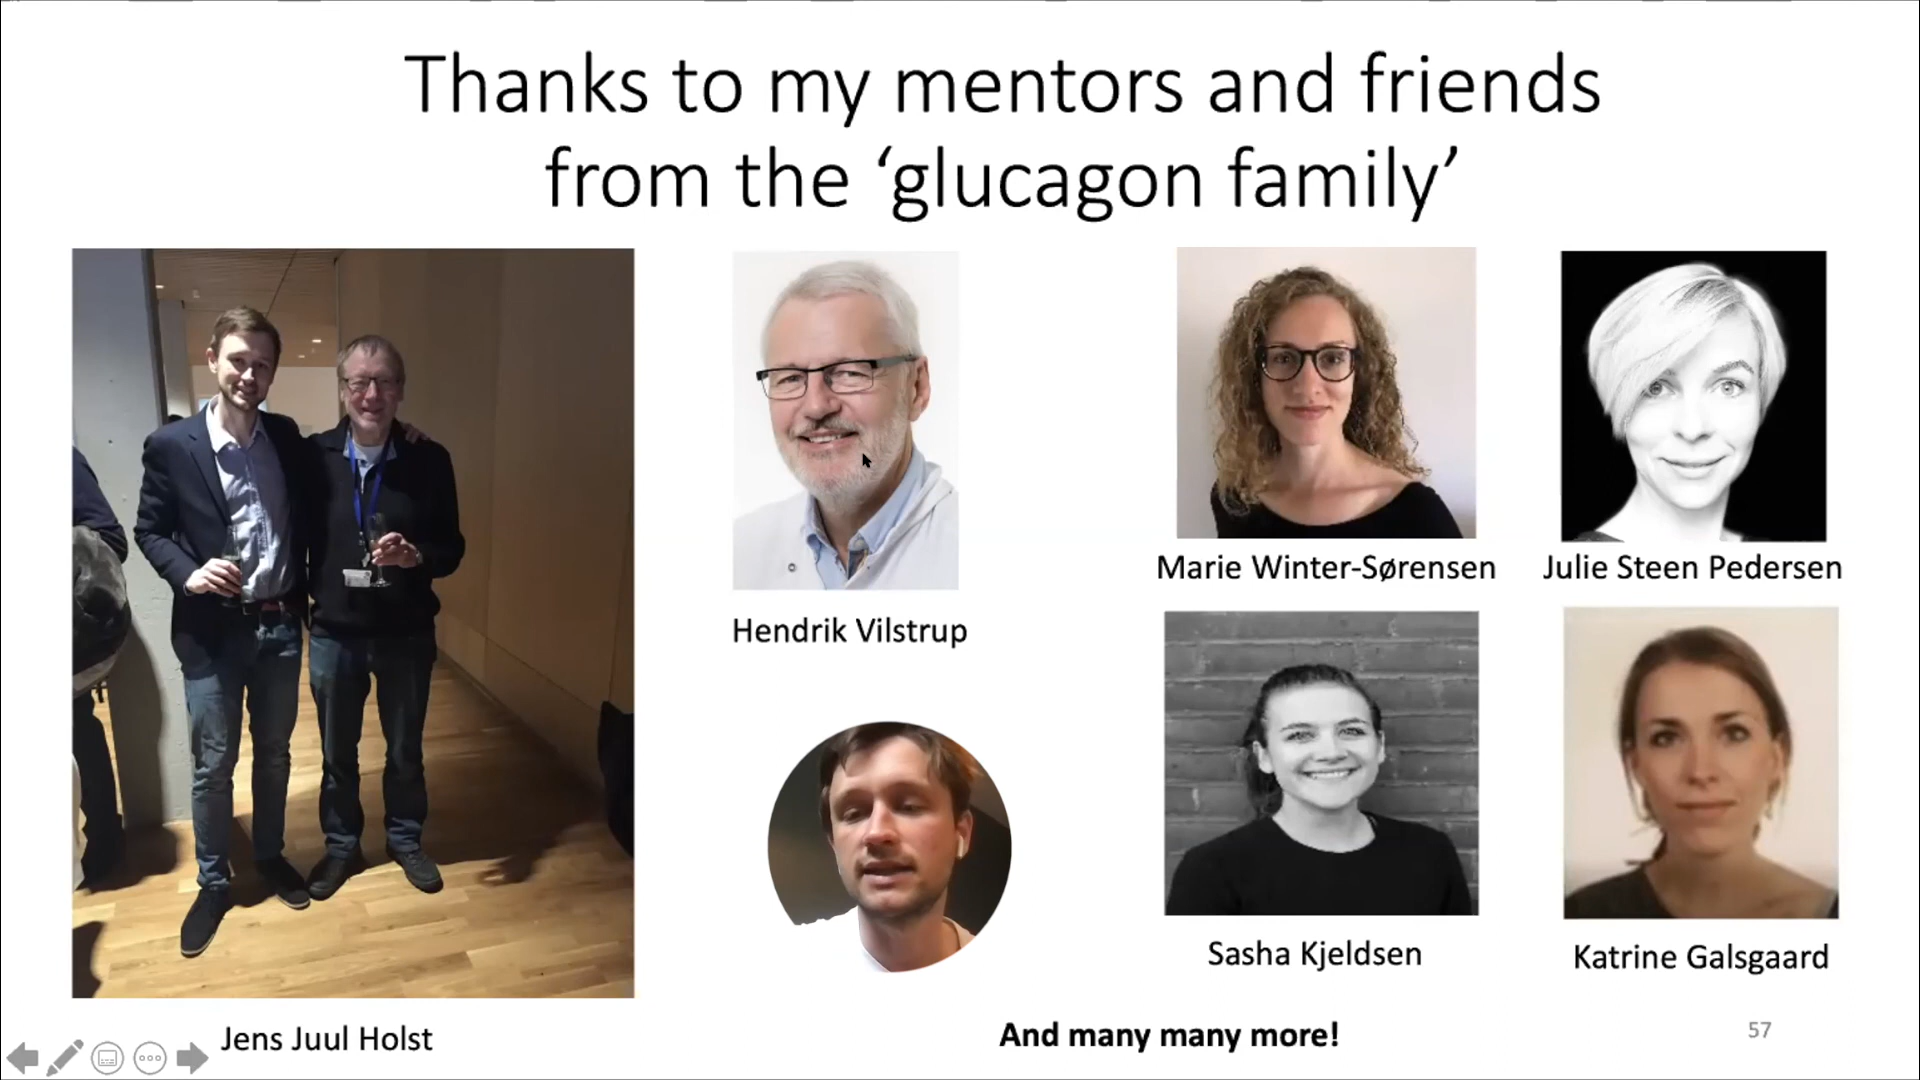 Thanks to my mentors and friends
from the ‘glucagon family’
Hendrik Vilstrup
Marie Winter-Sørensen
Julie Steen Pedersen
Sasha Kjeldsen
Katrine Galsgaard
Jens Juul Holst
And many many more!
57